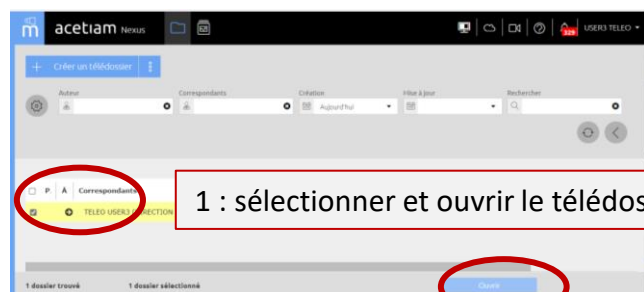 m acetiam Nexus 329 USER3 TELEO
+ Créer un télédossier
Auteur Correspondants Création Mise à jour Rechercher
Aujourd'hui
P. A Correspondants
TELEO USER3
1 : sélectionner et ouvrir le télédos
1 dossier trouvé 1 dossier sélectionné Ouvrir